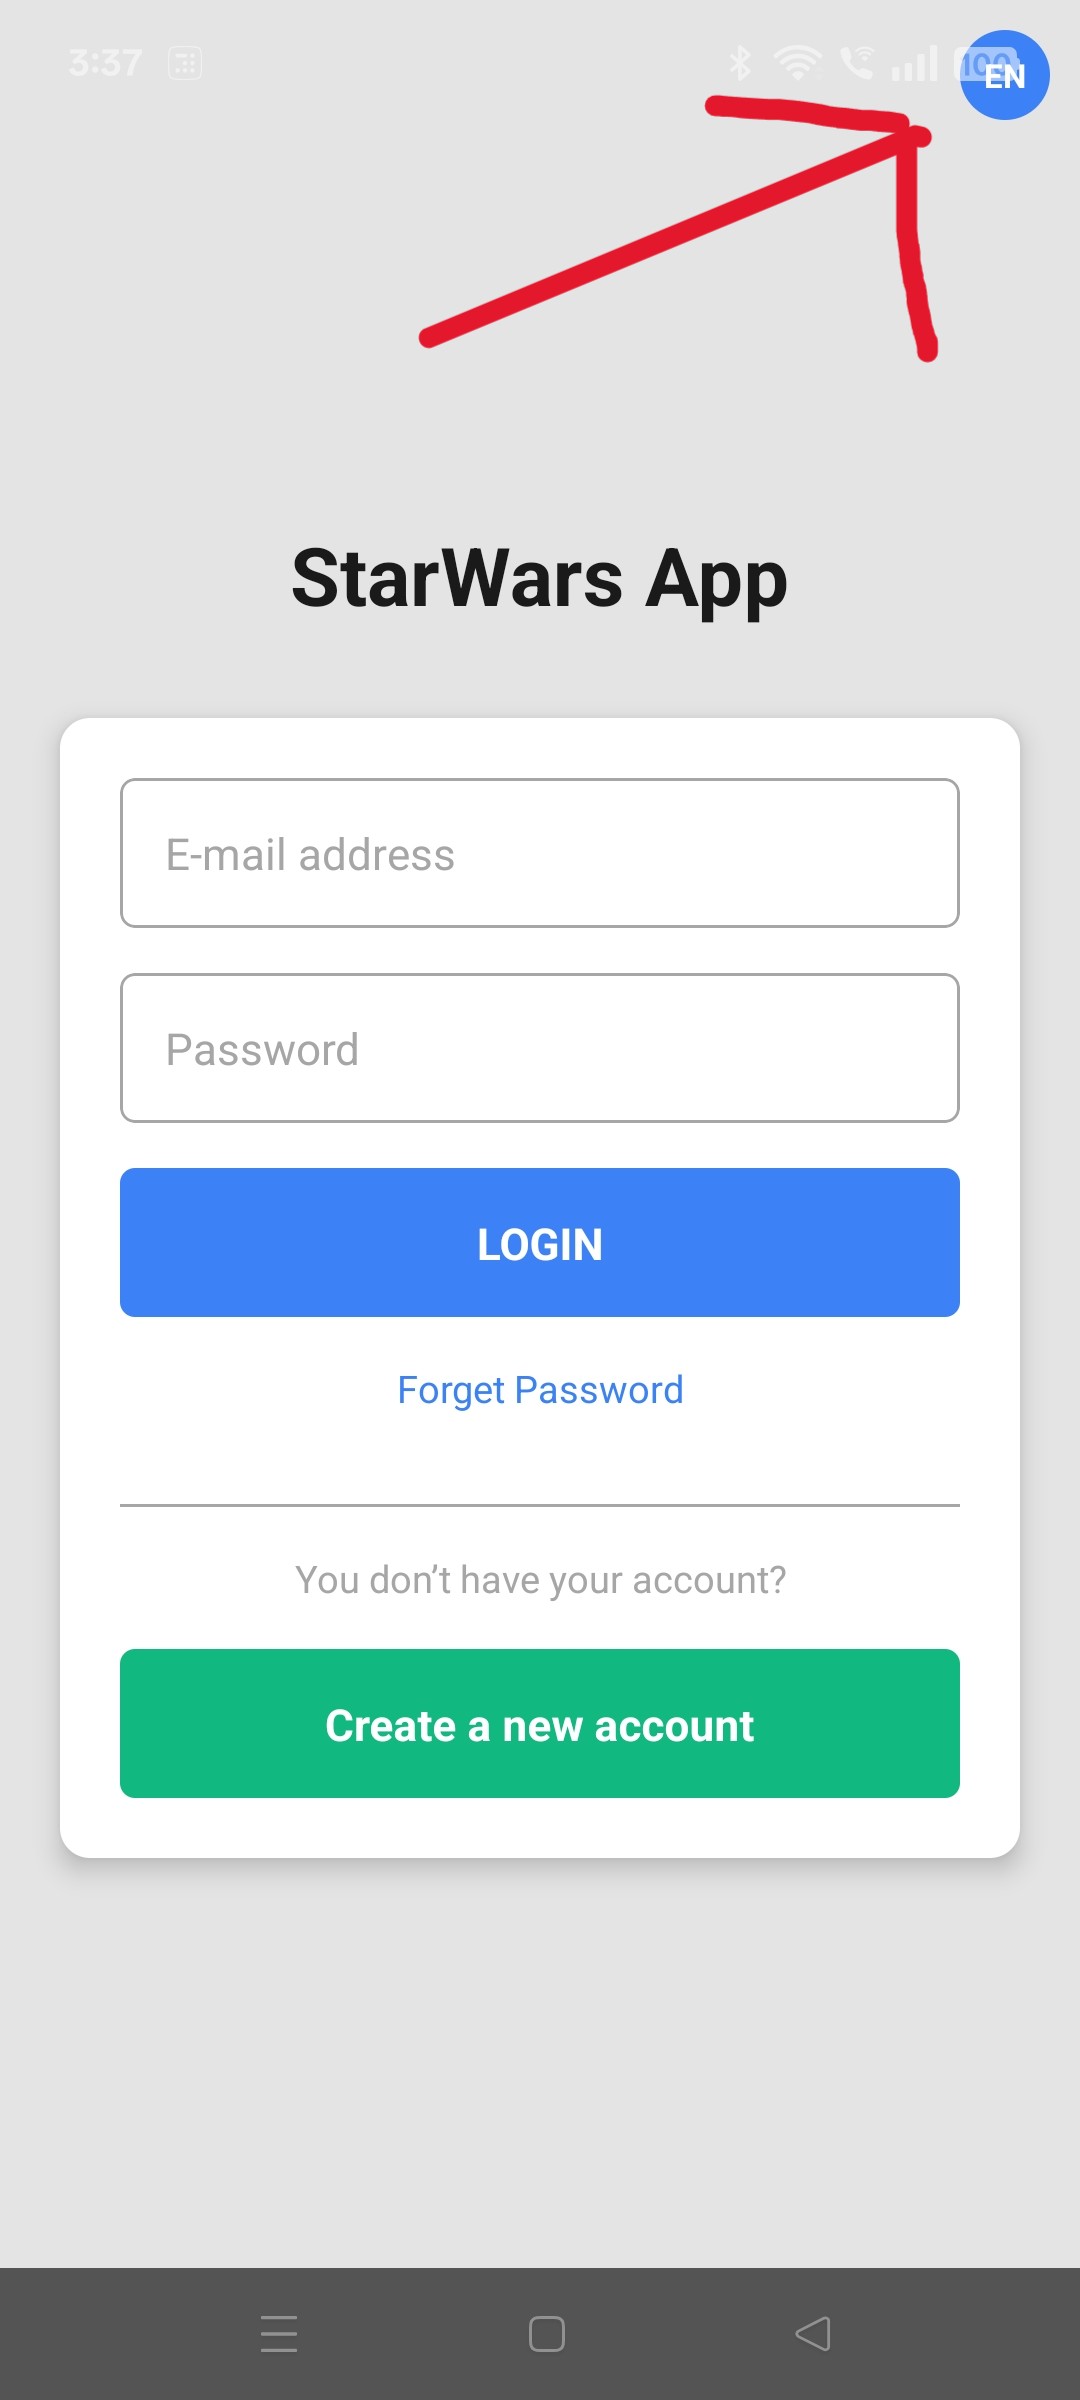 3:37
100
EN
StarWars App
E-mail address
Password
LOGIN
Forget Password
You don’t have your account?
Create a new account